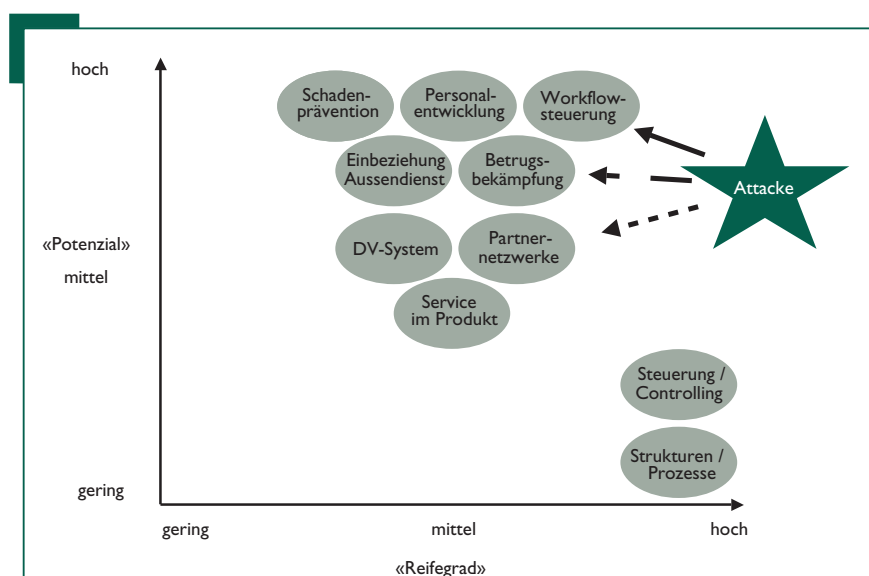 hoch
Schaden-
prävention
Personal-
entwicklung
Workflow-
steuerung
Einbeziehung
Aussendienst
Betrugs-
bekämpfung
Attacke
«Potenzial»
mittel
DV-System
Partner-
netzwerke
Service
im Produkt
Steuerung /
Controlling
Strukturen /
Prozesse
gering
gering
mittel
hoch
«Reifegrad»